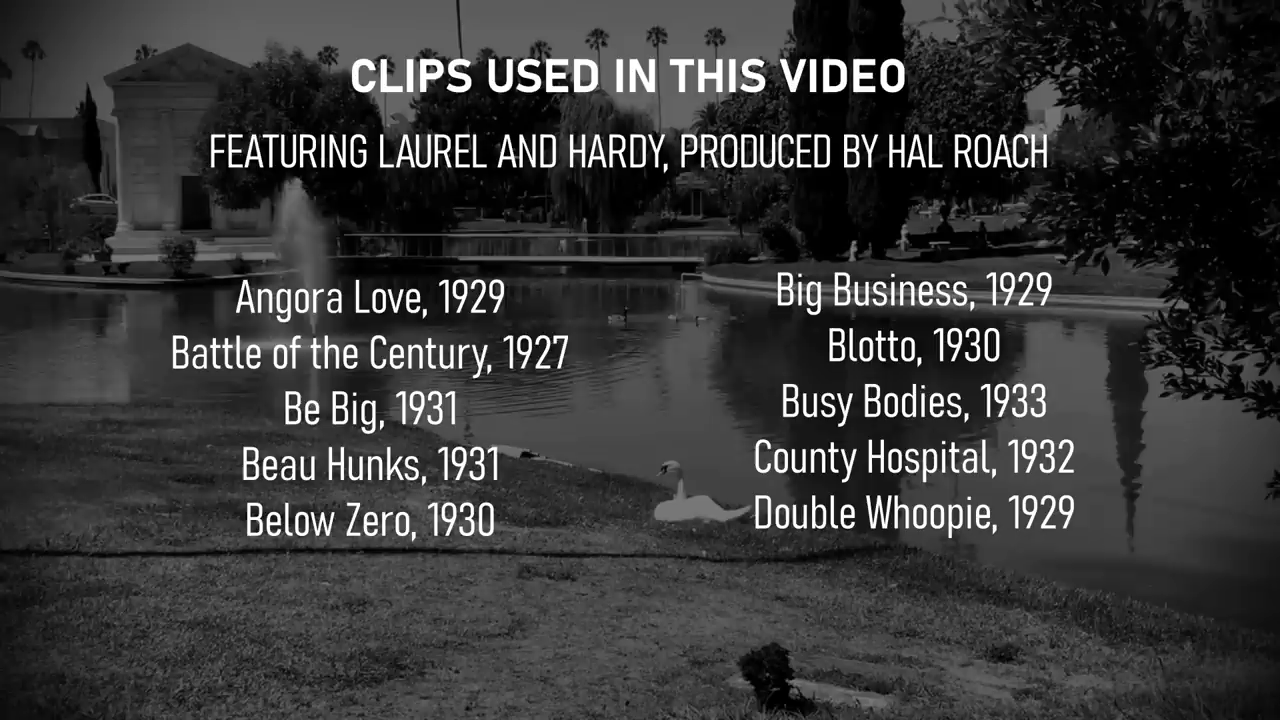 CLIPS USED IN THIS VIDEO
FEATURING LAUREL AND HARDY, PRODUCED BY HAL ROACH
Angora Love, 1929
Battle of the Century, 1927
Be Big, 1931
Beau Hunks, 1931
Below Zero, 1930
Big Business, 1929
Blotto, 1930
Busy Bodies, 1933
County Hospital, 1932
Double Whoopie, 1929